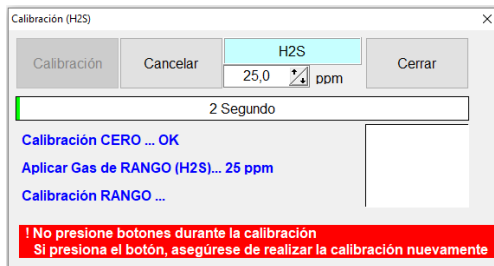 Calibración (H2S)
Calibración
Cancelar
H2S
25,0 ppm
Cerrar
2 Segundo
Calibración CERO ... OK
Aplicar Gas de RANGO (H2S)... 25 ppm
Calibración RANGO ...
! No presione botones durante la calibración
Si presiona el botón, asegúrese de realizar la calibración nuevamente